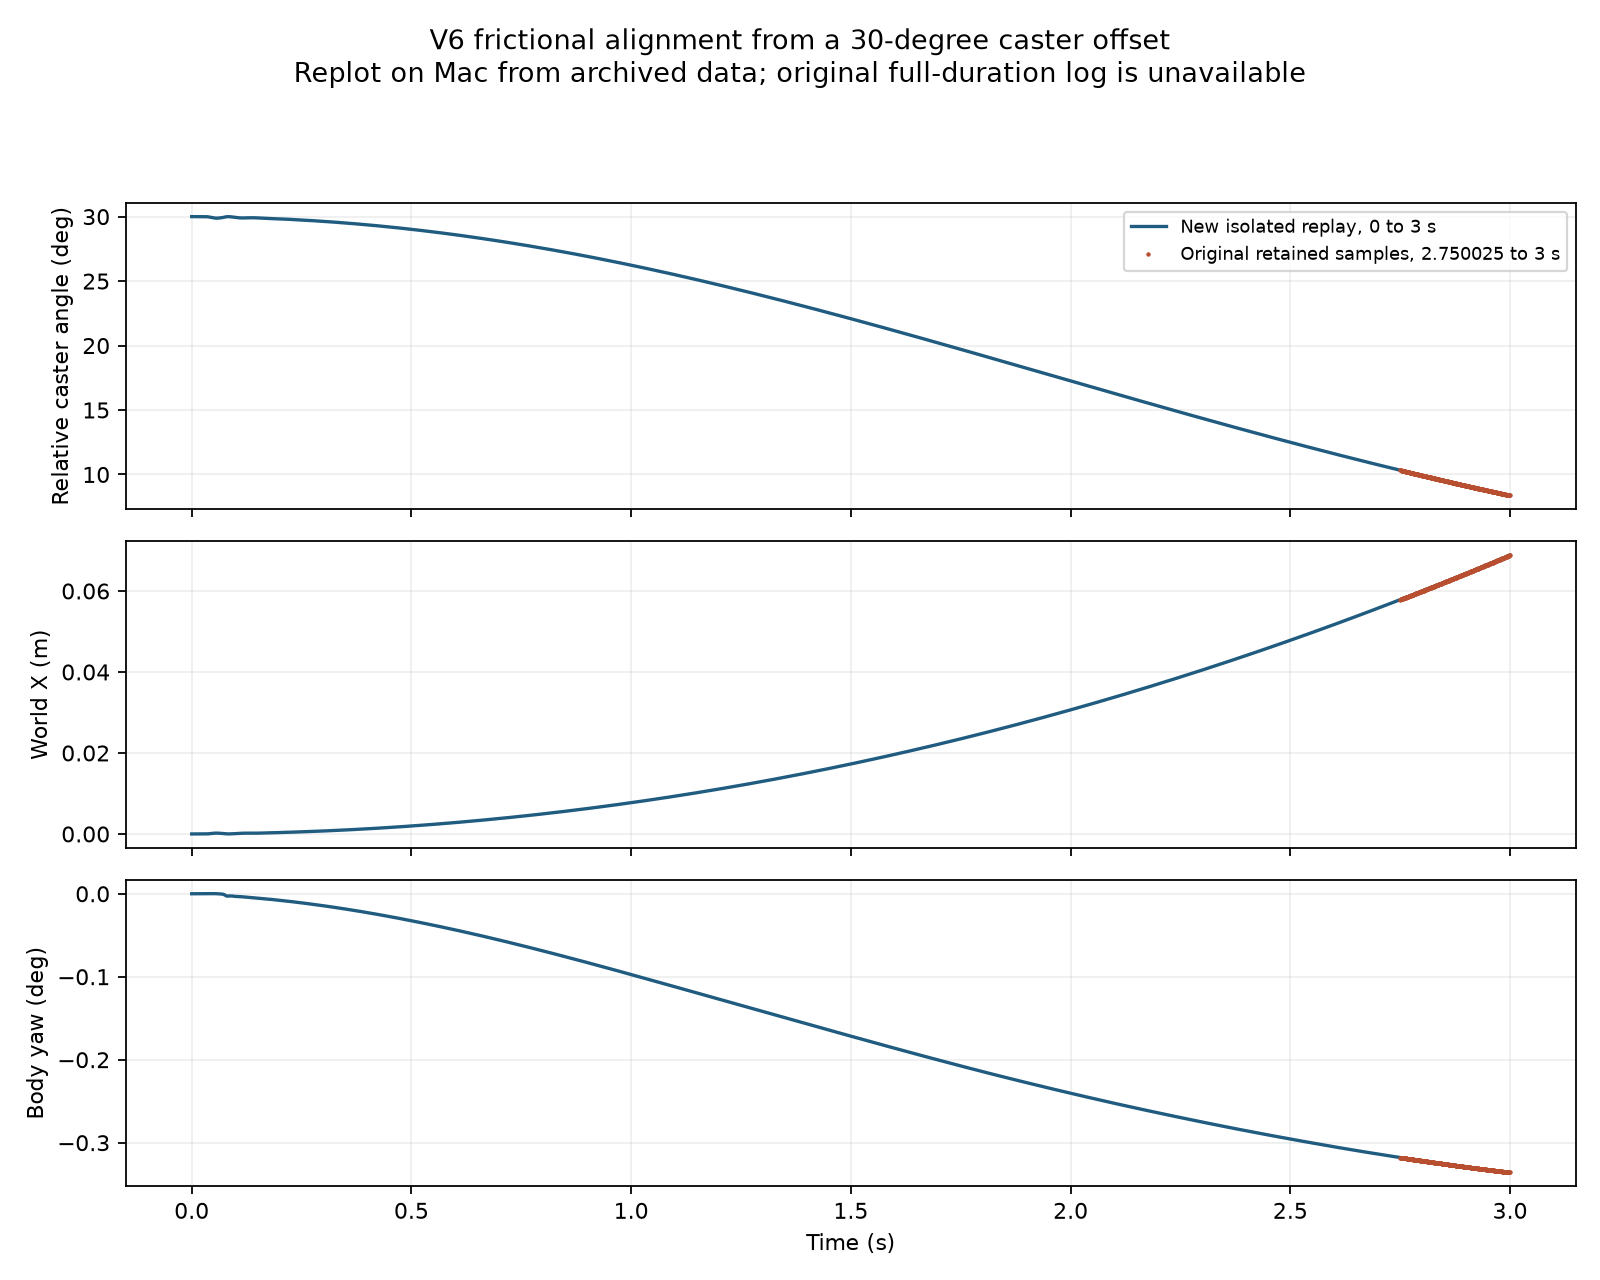 V6 frictional alignment from a 30-degree caster offset
Replot on Mac from archived data; original full-duration log is unavailable
Relative caster angle (deg)
30
25
20
15
10
New isolated replay, 0 to 3 s
Original retained samples, 2.750025 to 3 s
World X (m)
0.06
0.04
0.02
0.00
Body yaw (deg)
0.0
−0.1
−0.2
−0.3
0.0 0.5 1.0 1.5 2.0 2.5 3.0
Time (s)